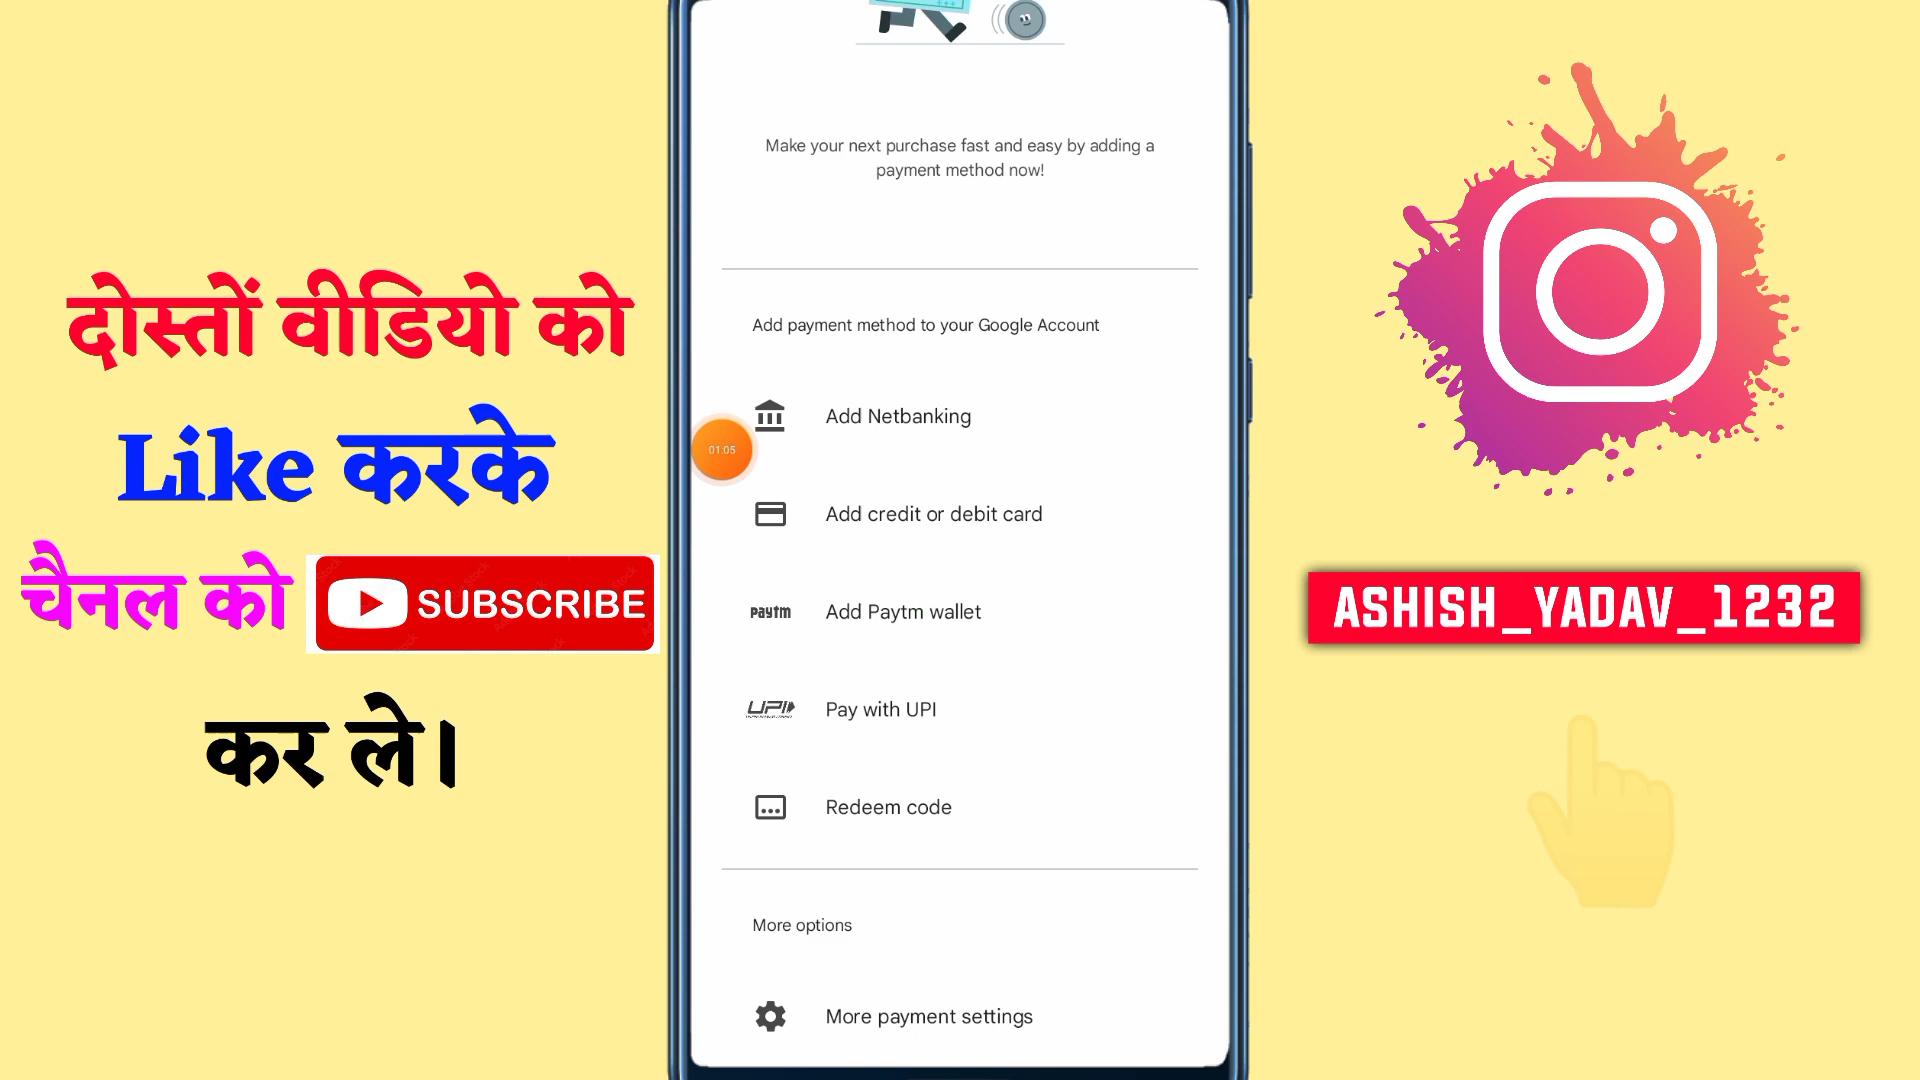 दोस्तों वीडियो को
Like करके
चैनल को SUBSCRIBE
कर ले।
Make your next purchase fast and easy by adding a
payment method now!
Add payment method to your Google Account
Add Netbanking
01:05
Add credit or debit card
paytm Add Paytm wallet
UPI Pay with UPI
Redeem code
More options
More payment settings
ASHISH_YADAV_1232